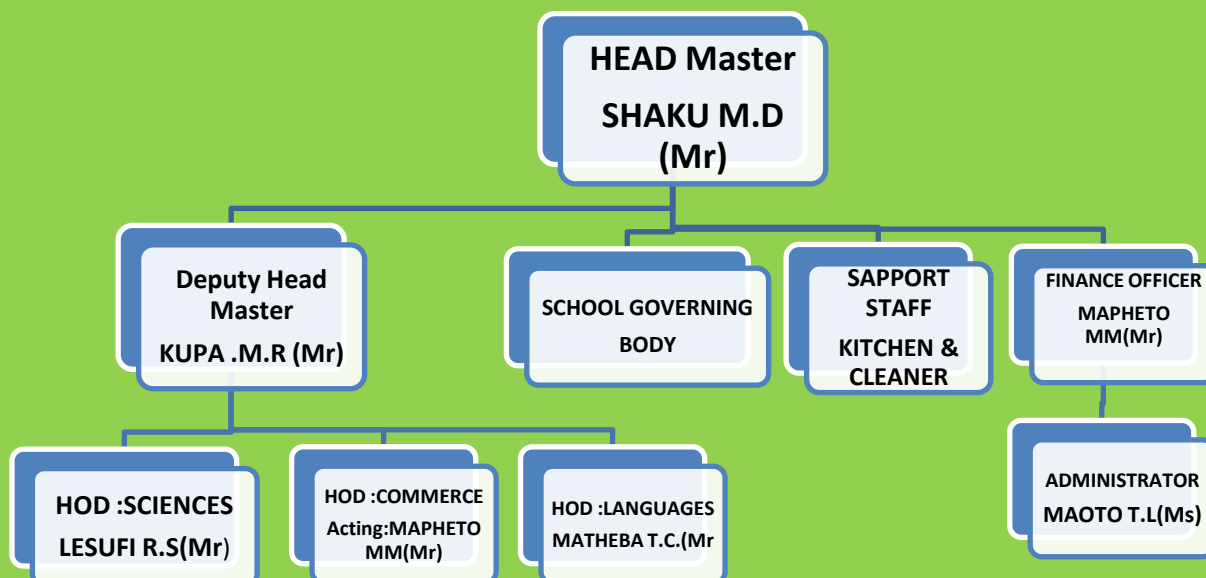 HEAD Master
SHAKU M.D
(Mr)
Deputy Head
Master
KUPA .M.R (Mr)
SCHOOL GOVERNING
BODY
SAPPORT
STAFF
KITCHEN &
CLEANER
FINANCE OFFICER
MAPHETO
MM(Mr)
HOD :SCIENCES
LESUFI R.S(Mr)
HOD :COMMERCE
Acting:MAPHETO
MM(Mr)
HOD :LANGUAGES
MATHEBA T.C.(Mr
ADMINISTRATOR
MAOTO T.L(Ms)